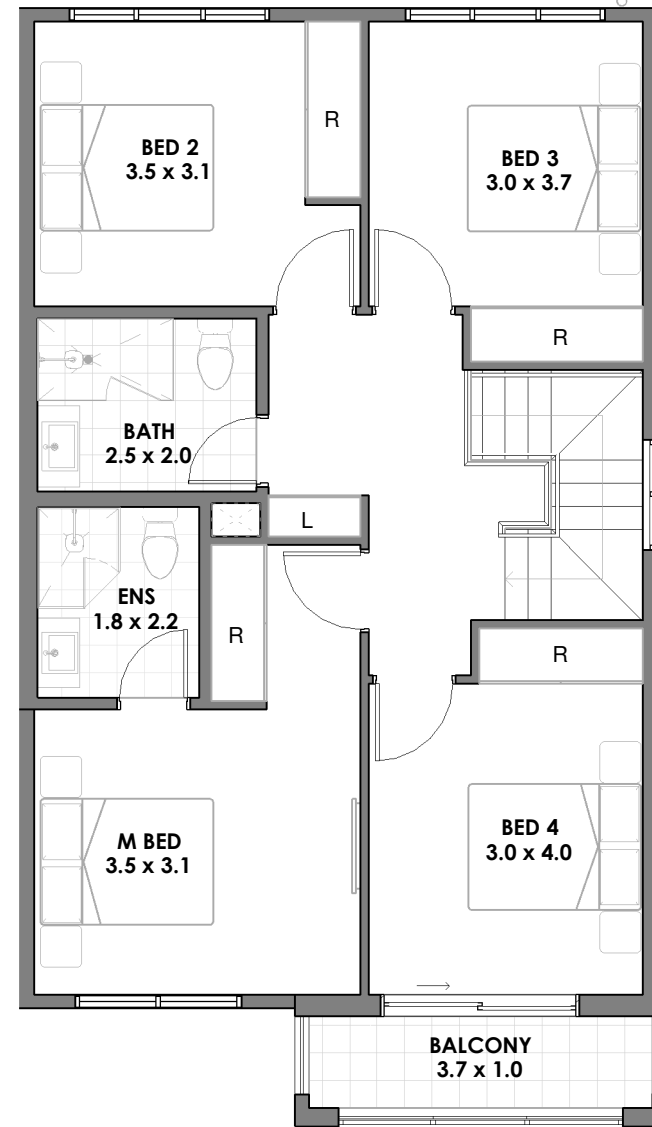 BED 2
3.5 x 3.1
R
BED 3
3.0 x 3.7
R
BATH
2.5 x 2.0
L
ENS
1.8 x 2.2
R
R
M BED
3.5 x 3.1
BED 4
3.0 x 4.0
BALCONY
3.7 x 1.0